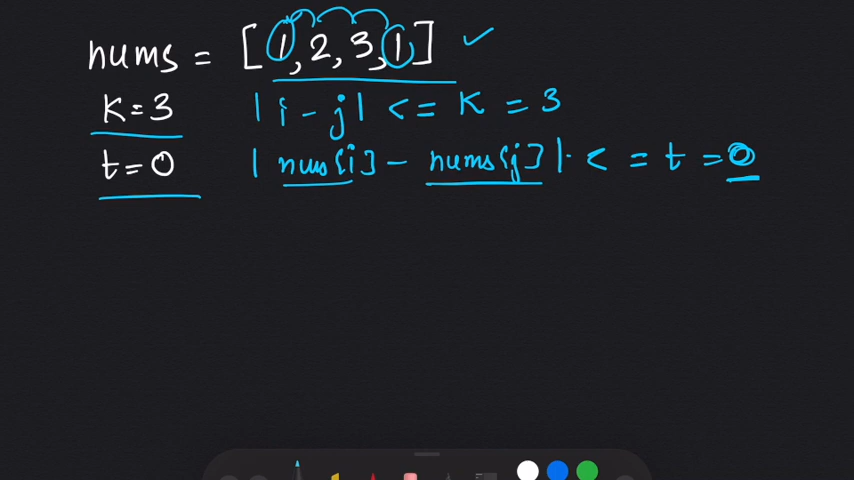 nums = [1, 2, 3, 1]
K = 3 | i - j | <= K = 3
t = 0 | nums[i] - nums[j] | < = t = 0